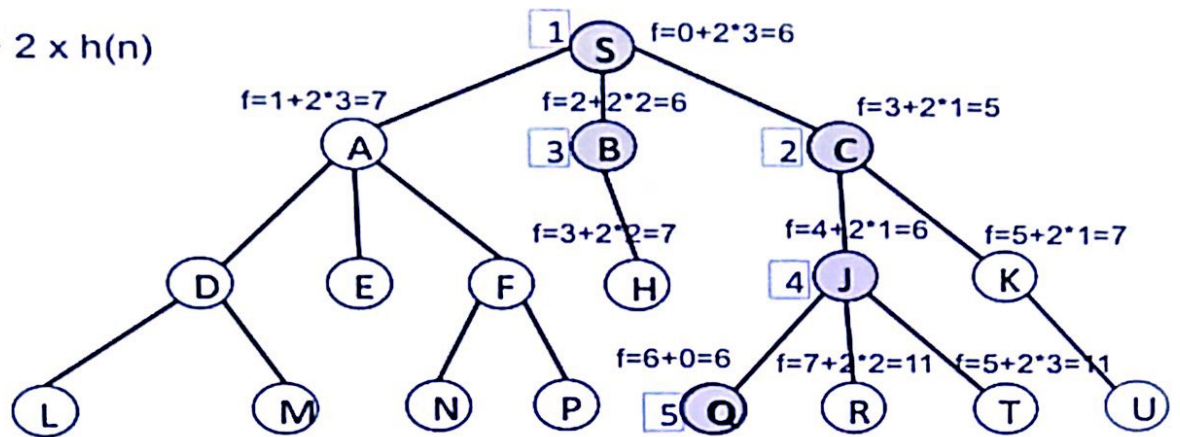 1 S f=0+2*3=6
2 x h(n)
f=1+2*3=7 f=2+2*2=6 f=3+2*1=5
A 3 B 2 C
f=3+2*2=7 f=4+2*1=6 f=5+2*1=7
D E F H 4 J K
f=6+0=6 f=7+2*2=11 f=5+2*3=11
L M N P 5 Q R T U